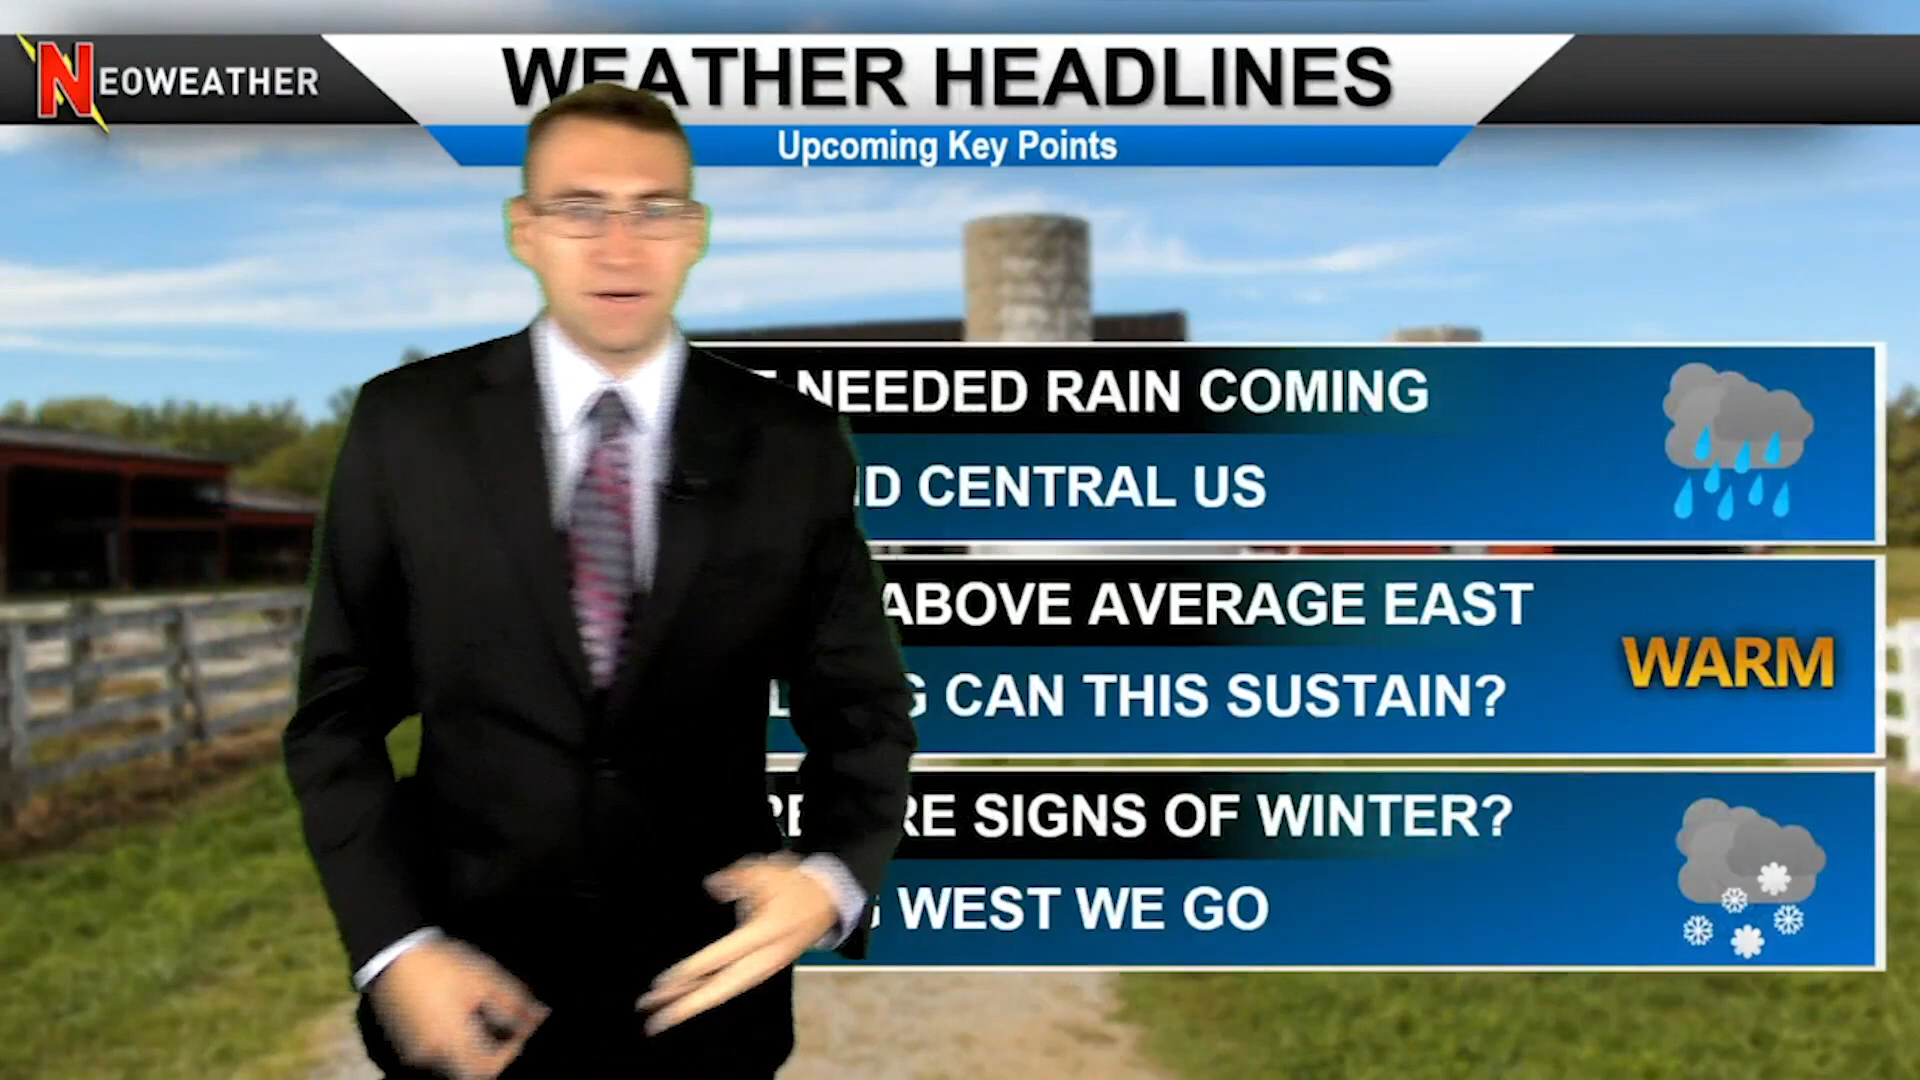 NEOWEATHER
WEATHER HEADLINES
Upcoming Key Points
NEEDED RAIN COMING
CENTRAL US
ABOVE AVERAGE EAST
CAN THIS SUSTAIN?
WARM
SIGNS OF WINTER?
WEST WE GO